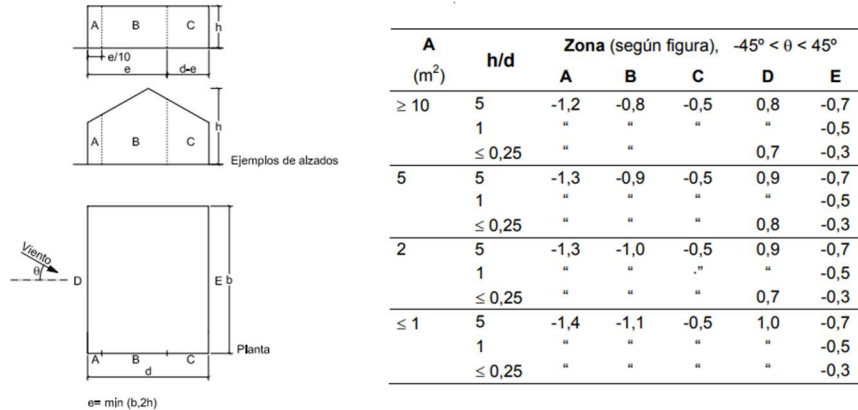 A B C h
e/10
e d-e
A B C h
Ejemplos de alzados
Viento
θ
D E b
Planta
A B C
d
e= min (b,2h)
A (m²) h/d Zona (según figura), -45º < θ < 45º
A B C D E
≥ 10 5 -1,2 -0,8 -0,5 0,8 -0,7
1 “ “ “ “ -0,5
≤ 0,25 “ “ 0,7 -0,3
5 5 -1,3 -0,9 -0,5 0,9 -0,7
1 “ “ “ “ -0,5
≤ 0,25 “ “ “ 0,8 -0,3
2 5 -1,3 -1,0 -0,5 0,9 -0,7
1 “ “ ·” “ -0,5
≤ 0,25 “ “ “ 0,7 -0,3
≤ 1 5 -1,4 -1,1 -0,5 1,0 -0,7
1 “ “ “ “ -0,5
≤ 0,25 “ “ “ “ -0,3